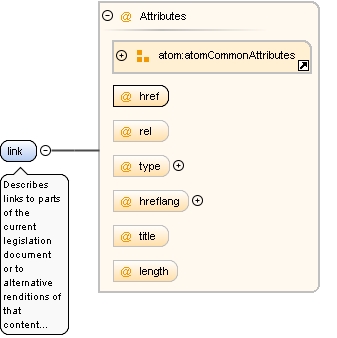 @ Attributes
atom:atomCommonAttributes
@ href
@ rel
link
@ type
@ hreflang
@ title
@ length
Describes
links to parts
of the
current
legislation
document
or to
alternative
renditions of
that
content...